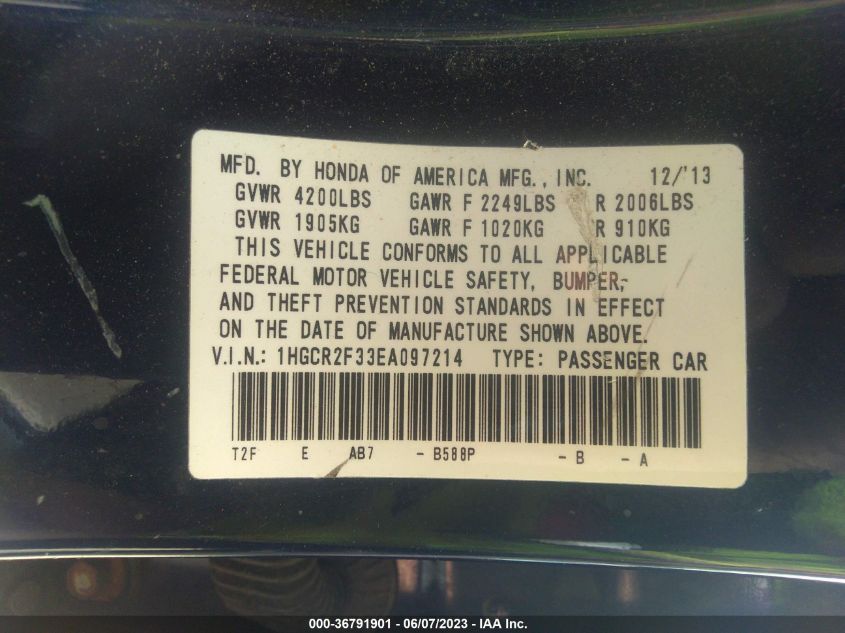 MFD. BY HONDA OF AMERICA MFG., INC. 12/'13
GVWR 4200LBS GAWR F 2249LBS R 2006LBS
GVWR 1905KG GAWR F 1020KG R 910KG
THIS VEHICLE CONFORMS TO ALL APPLICABLE
FEDERAL MOTOR VEHICLE SAFETY, BUMPER,
AND THEFT PREVENTION STANDARDS IN EFFECT
ON THE DATE OF MANUFACTURE SHOWN ABOVE.
V.I.N.: 1HGCR2F33EA097214 TYPE: PASSENGER CAR
T2F E AB7 - B588P - B - A
000-36791901 - 06/07/2023 - IAA Inc.